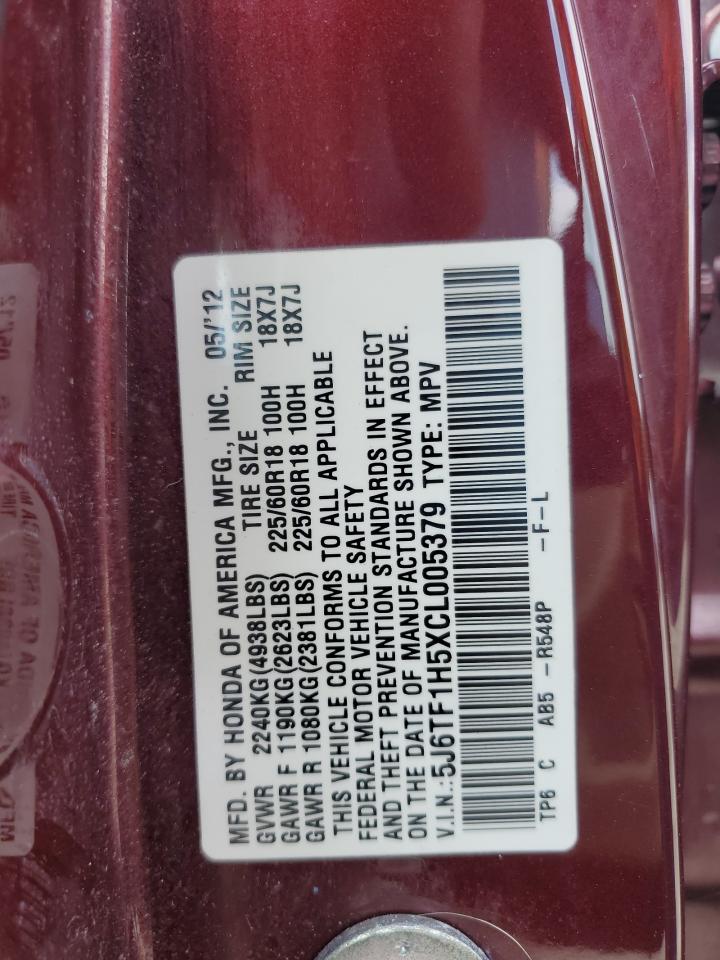 MFD. BY HONDA OF AMERICA MFG., INC. 05/'12
GVWR 2240KG(4938LBS) TIRE SIZE RIM SIZE
GAWR F 1190KG(2623LBS) 225/60R18 100H 18X7J
GAWR R 1080KG(2381LBS) 225/60R18 100H 18X7J
THIS VEHICLE CONFORMS TO ALL APPLICABLE
FEDERAL MOTOR VEHICLE SAFETY
AND THEFT PREVENTION STANDARDS IN EFFECT
ON THE DATE OF MANUFACTURE SHOWN ABOVE.
V.I.N.:5J6TF1H5XCL005379 TYPE: MPV
TP6 C AB5 -R548P -F-L